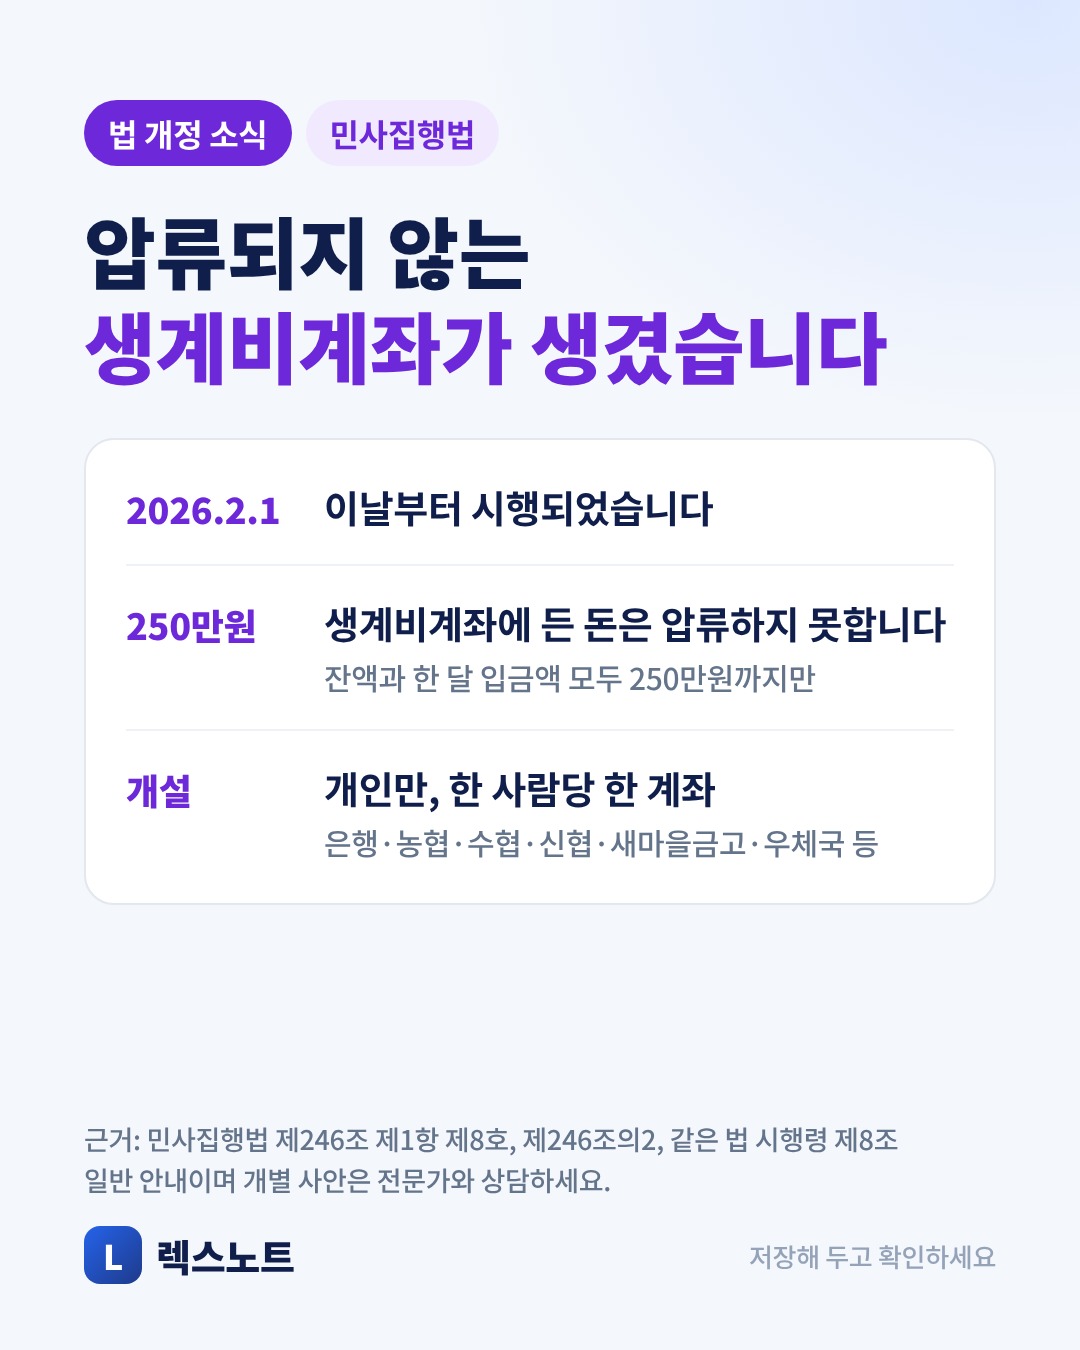 법 개정 소식 민사집행법
압류되지 않는
생계비계좌가 생겼습니다
2026.2.1 이날부터 시행되었습니다
250만원 생계비계좌에 든 돈은 압류하지 못합니다
잔액과 한 달 입금액 모두 250만원까지만
개설 개인만, 한 사람당 한 계좌
은행·농협·수협·신협·새마을금고·우체국 등
근거: 민사집행법 제246조 제1항 제8호, 제246조의2, 같은 법 시행령 제8조
일반 안내이며 개별 사안은 전문가와 상담하세요.
L 렉스노트 저장해 두고 확인하세요